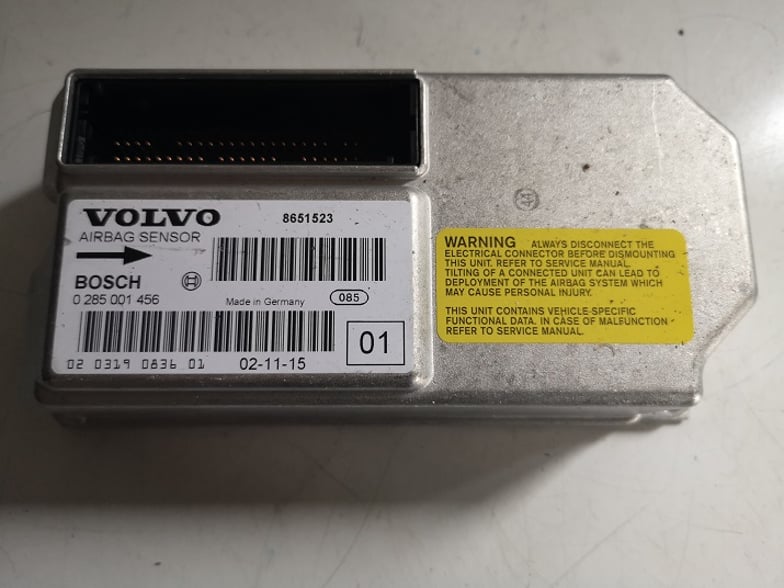 VOLVO
8651523
AIRBAG SENSOR
BOSCH
0 285 001 456
Made in Germany
085
02 0319 0836 01
02-11-15
01
WARNING ALWAYS DISCONNECT THE
ELECTRICAL CONNECTOR BEFORE DISMOUNTING
THIS UNIT. REFER TO SERVICE MANUAL.
TILTING OF A CONNECTED UNIT CAN LEAD TO
DEPLOYMENT OF THE AIRBAG SYSTEM WHICH
MAY CAUSE PERSONAL INJURY.
THIS UNIT CONTAINS VEHICLE-SPECIFIC
FUNCTIONAL DATA. IN CASE OF MALFUNCTION
REFER TO SERVICE MANUAL.